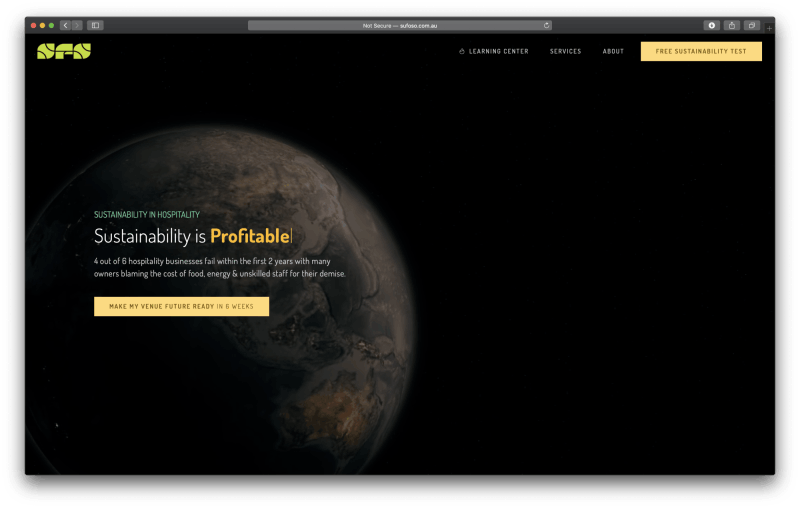 Not Secure — sufoso.com.au
SFS
LEARNING CENTER
SERVICES
ABOUT
FREE SUSTAINABILITY TEST
SUSTAINABILITY IN HOSPITALITY
Sustainability is Profitable
4 out of 6 hospitality businesses fail within the first 2 years with many
owners blaming the cost of food, energy & unskilled staff for their demise.
MAKE MY VENUE FUTURE READY IN 6 WEEKS